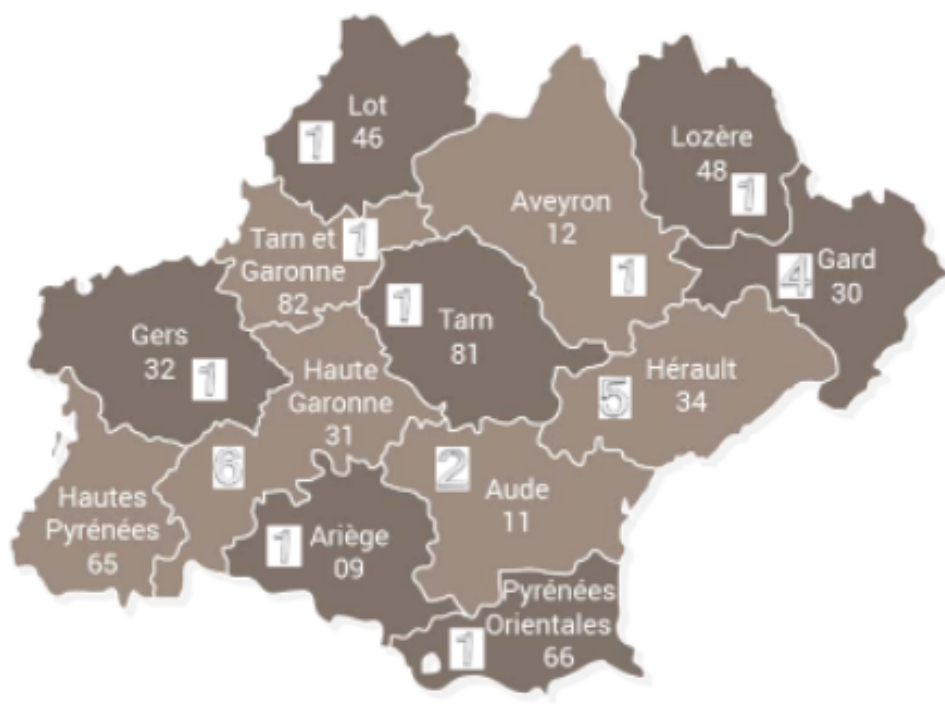 Lot
1 46
Lozère
48
1
Aveyron
12
1
Tarn et 1
Garonne
82
Gard
4 30
1 Tarn
81
Gers
32 1
Haute
Garonne
31
6
Hérault
5 34
2 Aude
11
Hautes
Pyrénées
65
1 Ariège
09
Pyrénées
Orientales
1 66